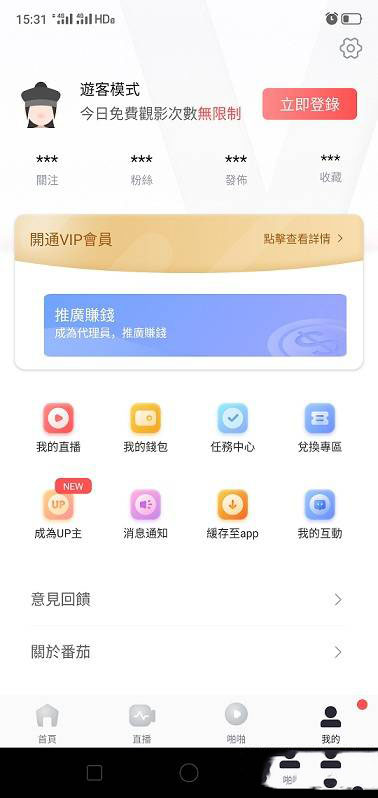 15:31 4G 4G HD
遊客模式
今日免費觀影次數無限制
立即登錄
*** *** *** ***
關注 粉絲 發佈 收藏
開通VIP會員 點擊查看詳情
推廣賺錢
成為代理員，推廣賺錢
我的直播 我的錢包 任務中心 兌換專區
NEW
UP
成為UP主 消息通知 緩存至app 我的互動
意見回饋
關於番茄
首頁 直播 啪啪 我的